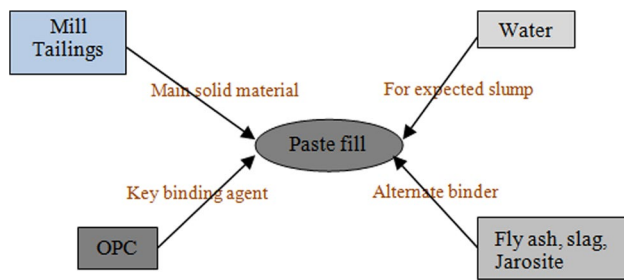 Mill
Tailings
Water
Main solid material
For expected slump
Paste fill
Key binding agent
Alternate binder
OPC
Fly ash, slag,
Jarosite